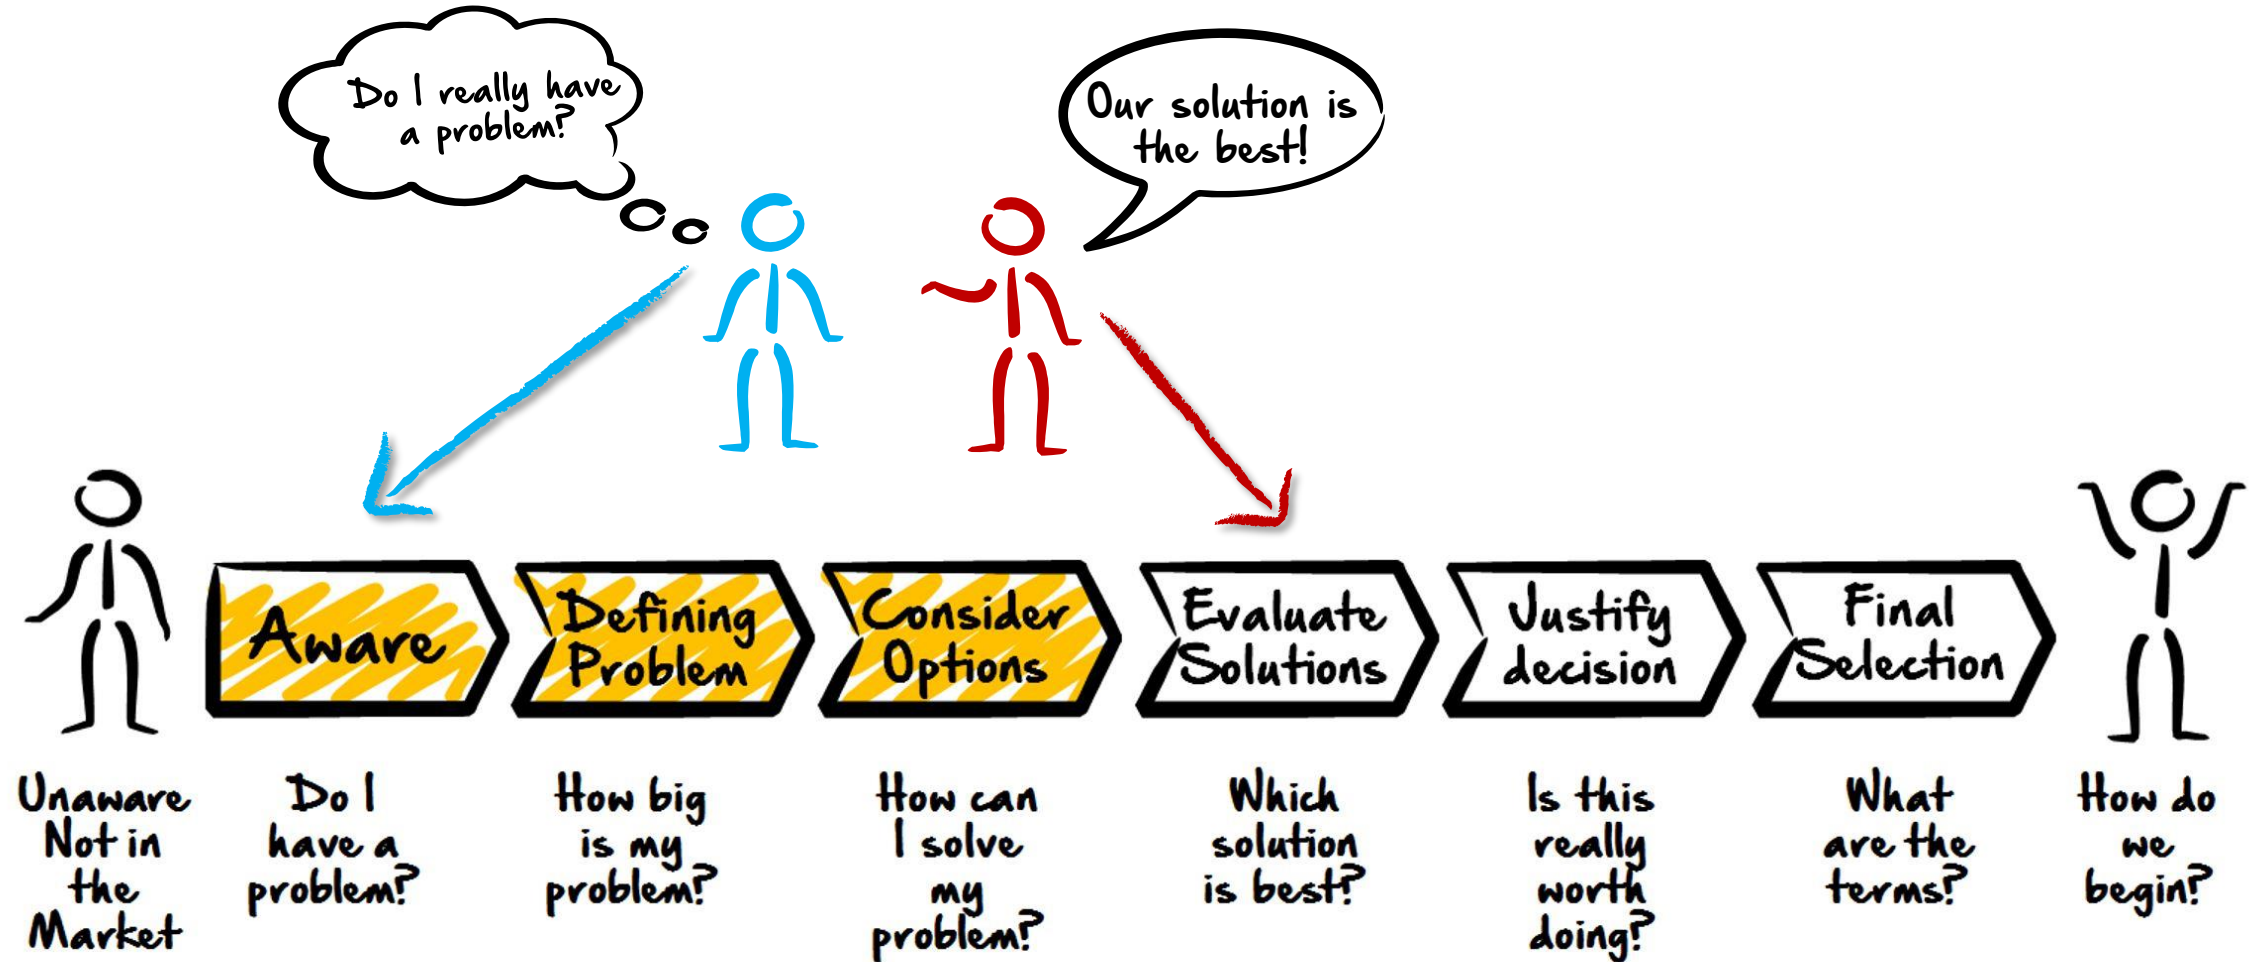 Do I really have
a problem?
Our solution is
the best!
Aware
Defining
Problem
Consider
Options
Evaluate
Solutions
Justify
decision
Final
Selection
Unaware
Not in
the
Market
Do I
have a
problem?
How big
is my
problem?
How can
I solve
my
problem?
Which
solution
is best?
Is this
really
worth
doing?
What
are the
terms?
How do
we
begin?